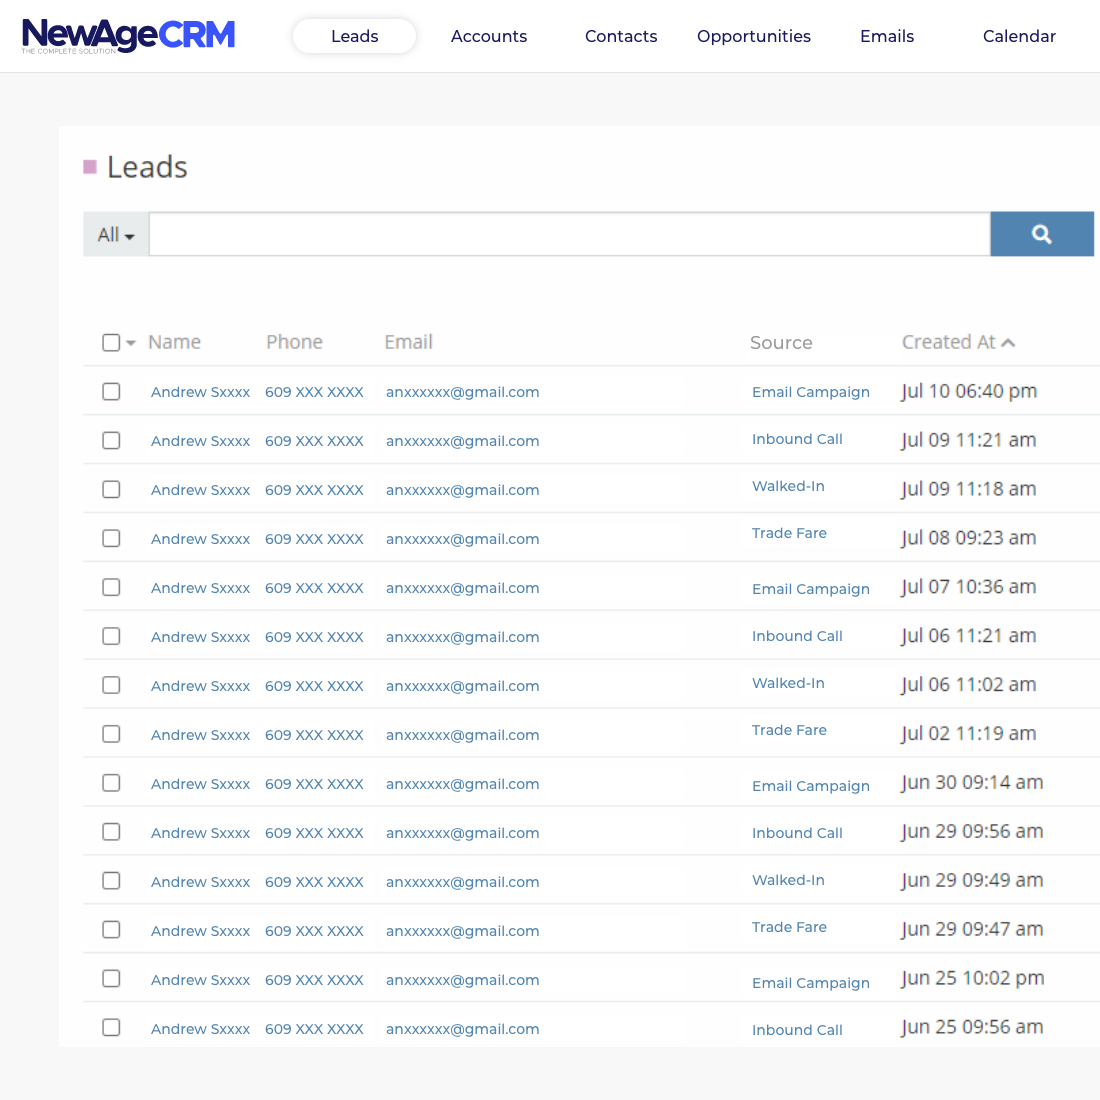 NewAgeCRM
THE COMPLETE SOLUTION
Leads Accounts Contacts Opportunities Emails Calendar
Leads
All
Name Phone Email Source Created At
Andrew Sxxxx 609 XXX XXXX anxxxxxx@gmail.com Email Campaign Jul 10 06:40 pm
Andrew Sxxxx 609 XXX XXXX anxxxxxx@gmail.com Inbound Call Jul 09 11:21 am
Andrew Sxxxx 609 XXX XXXX anxxxxxx@gmail.com Walked-In Jul 09 11:18 am
Andrew Sxxxx 609 XXX XXXX anxxxxxx@gmail.com Trade Fare Jul 08 09:23 am
Andrew Sxxxx 609 XXX XXXX anxxxxxx@gmail.com Email Campaign Jul 07 10:36 am
Andrew Sxxxx 609 XXX XXXX anxxxxxx@gmail.com Inbound Call Jul 06 11:21 am
Andrew Sxxxx 609 XXX XXXX anxxxxxx@gmail.com Walked-In Jul 06 11:02 am
Andrew Sxxxx 609 XXX XXXX anxxxxxx@gmail.com Trade Fare Jul 02 11:19 am
Andrew Sxxxx 609 XXX XXXX anxxxxxx@gmail.com Email Campaign Jun 30 09:14 am
Andrew Sxxxx 609 XXX XXXX anxxxxxx@gmail.com Inbound Call Jun 29 09:56 am
Andrew Sxxxx 609 XXX XXXX anxxxxxx@gmail.com Walked-In Jun 29 09:49 am
Andrew Sxxxx 609 XXX XXXX anxxxxxx@gmail.com Trade Fare Jun 29 09:47 am
Andrew Sxxxx 609 XXX XXXX anxxxxxx@gmail.com Email Campaign Jun 25 10:02 pm
Andrew Sxxxx 609 XXX XXXX anxxxxxx@gmail.com Inbound Call Jun 25 09:56 am